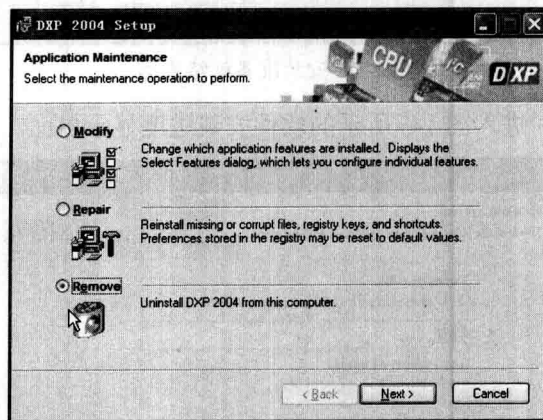 DXP 2004 Setup
Application Maintenance
Select the maintenance operation to perform.
CPU
I²C
DXP
Modify
Change which application features are installed. Displays the
Select Features dialog, which lets you configure individual features.
Repair
Reinstall missing or corrupt files, registry keys, and shortcuts.
Preferences stored in the registry may be reset to default values.
Remove
Uninstall DXP 2004 from this computer.
< Back
Next >
Cancel